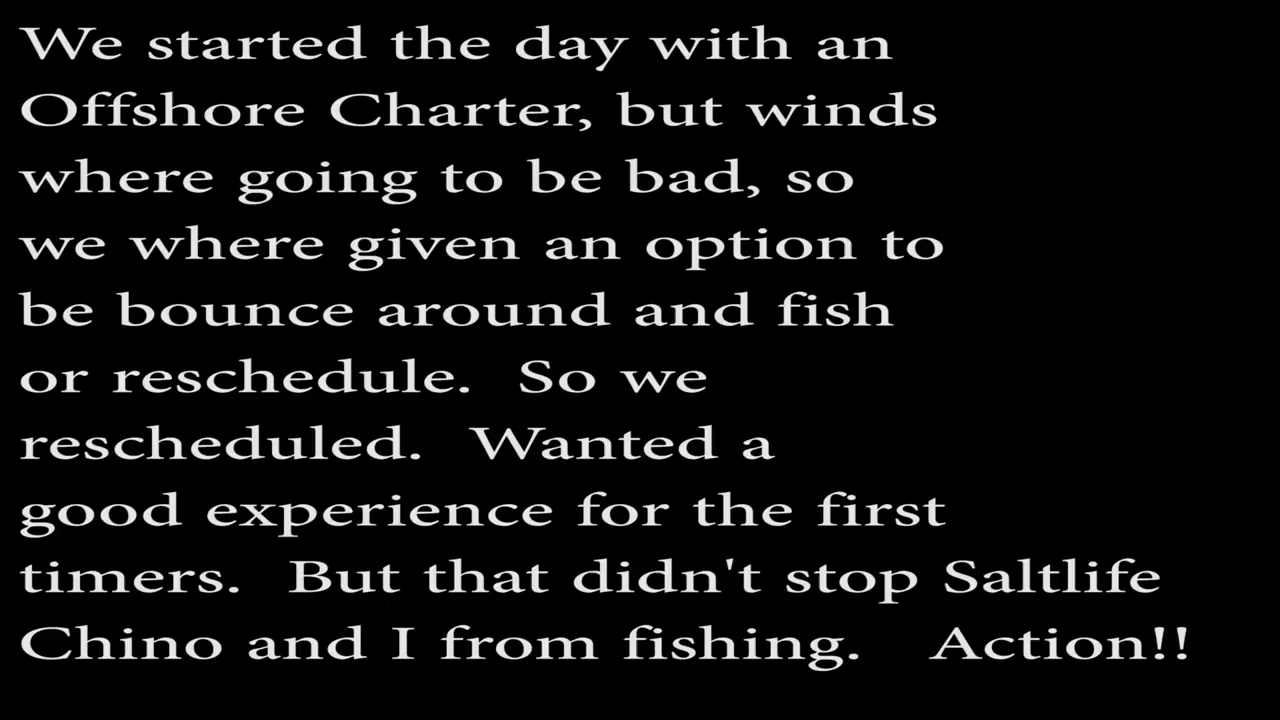 We started the day with an
Offshore Charter, but winds
where going to be bad, so
we where given an option to
be bounce around and fish
or reschedule.  So we
rescheduled.  Wanted a
good experience for the first
timers.  But that didn't stop Saltlife
Chino and I from fishing.   Action!!